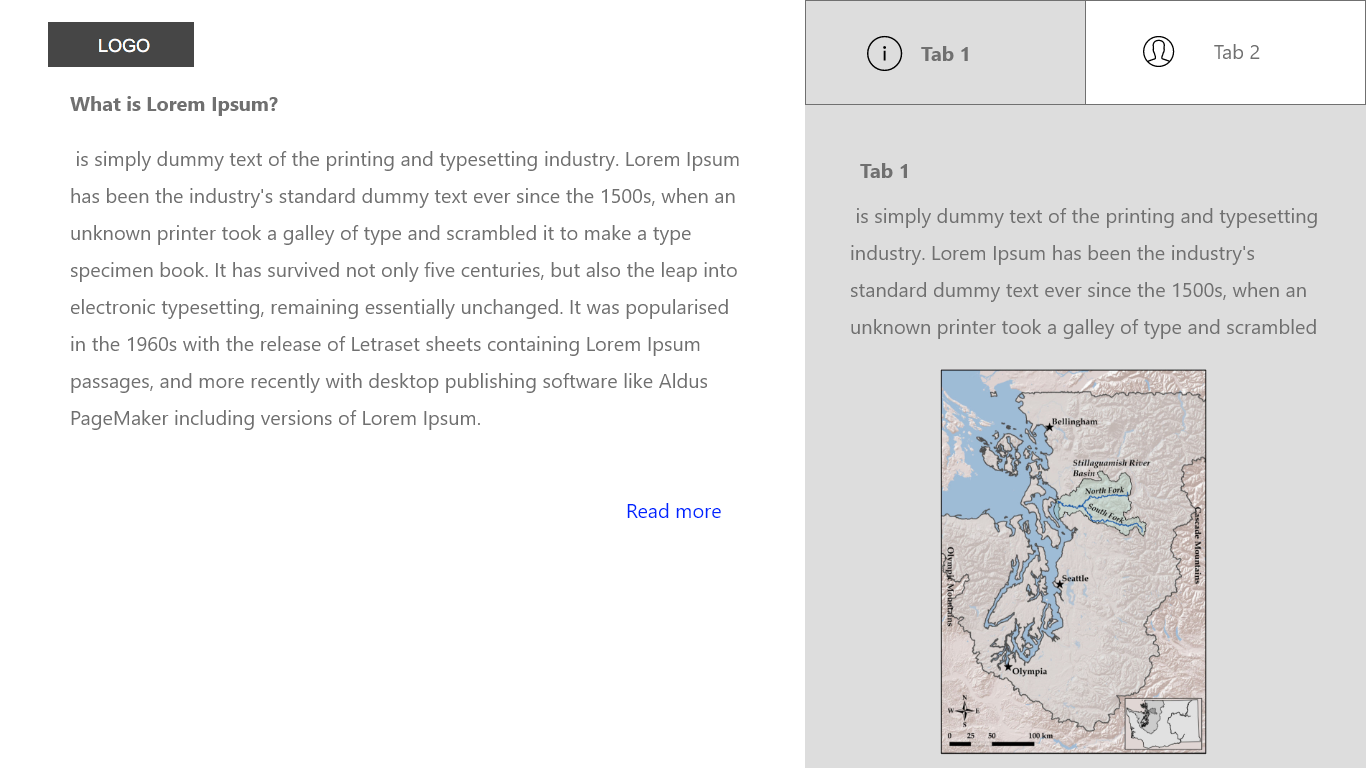 LOGO
What is Lorem Ipsum?
is simply dummy text of the printing and typesetting industry. Lorem Ipsum
has been the industry's standard dummy text ever since the 1500s, when an
unknown printer took a galley of type and scrambled it to make a type
specimen book. It has survived not only five centuries, but also the leap into
electronic typesetting, remaining essentially unchanged. It was popularised
in the 1960s with the release of Letraset sheets containing Lorem Ipsum
passages, and more recently with desktop publishing software like Aldus
PageMaker including versions of Lorem Ipsum.
Read more
i Tab 1
Tab 2
Tab 1
is simply dummy text of the printing and typesetting
industry. Lorem Ipsum has been the industry's
standard dummy text ever since the 1500s, when an
unknown printer took a galley of type and scrambled
Bellingham
Stillaguamish River
Basin
North Fork
South Fork
Cascade Mountains
Olympic Mountains
Seattle
Olympia
N
W E
S
0 25 50 100 km